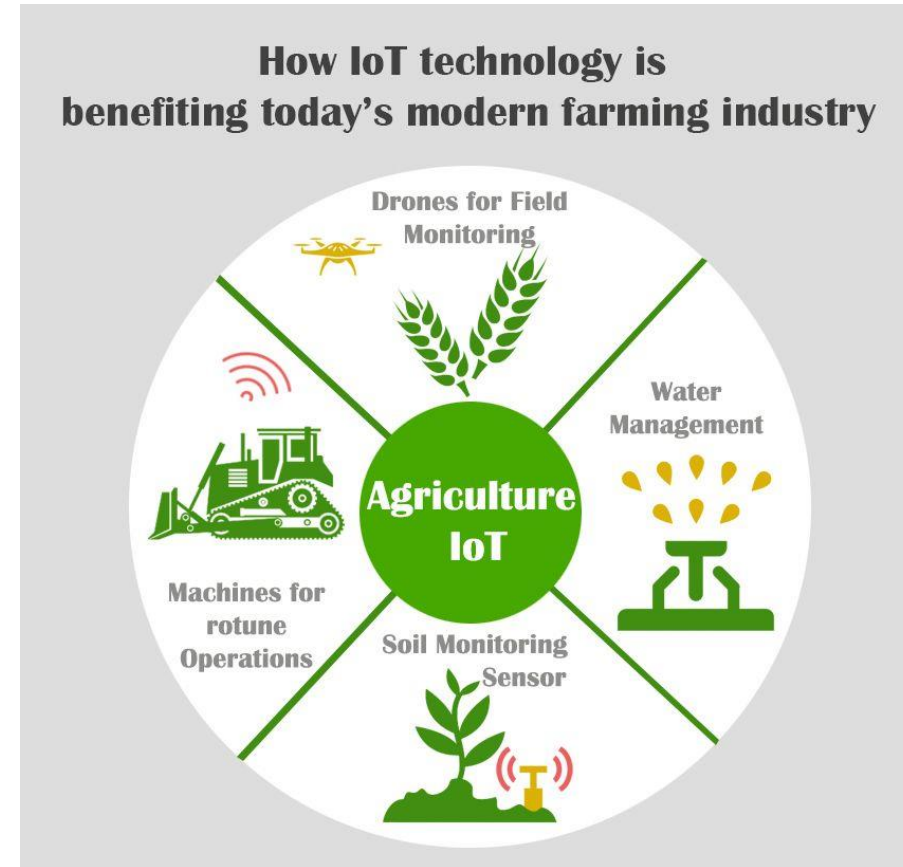 How IoT technology is
benefiting today's modern farming industry
Drones for Field
Monitoring
Water
Management
Agriculture
IoT
Machines for
rotune
Operations
Soil Monitoring
Sensor